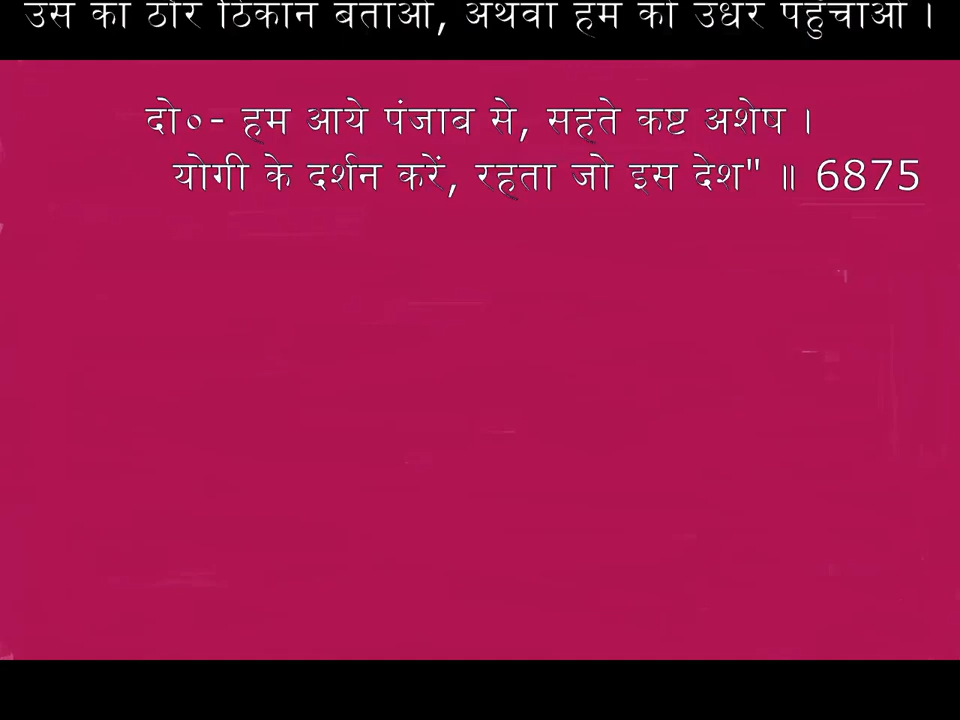 उस का ठौर ठिकान बताओ, अथवा हम को उधर पहुँचाओ ।
दो०- हम आये पंजाब से, सहते कष्ट अशेष ।
योगी के दर्शन करें, रहता जो इस देश" ॥ 6875